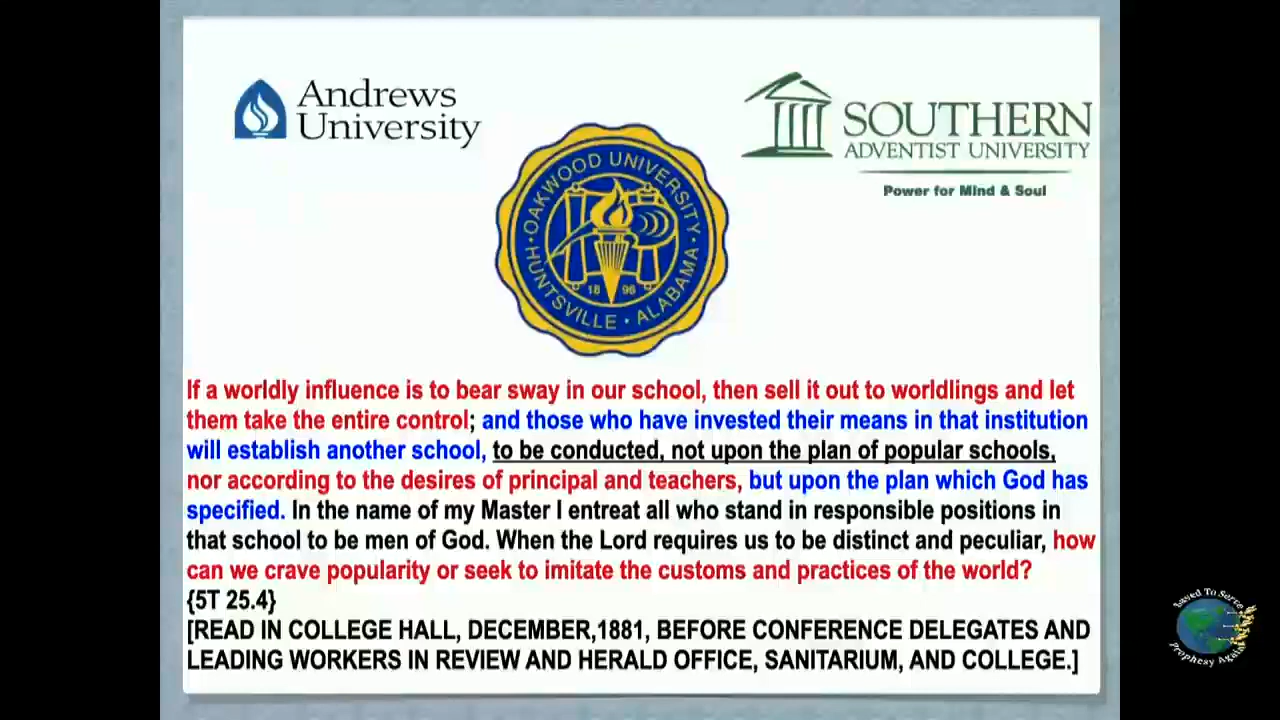 Andrews
University
SOUTHERN
ADVENTIST UNIVERSITY
Power for Mind & Soul
OAKWOOD UNIVERSITY
HUNTSVILLE • ALABAMA
18 96
If a worldly influence is to bear sway in our school, then sell it out to worldlings and let
them take the entire control; and those who have invested their means in that institution
will establish another school, to be conducted, not upon the plan of popular schools,
nor according to the desires of principal and teachers, but upon the plan which God has
specified. In the name of my Master I entreat all who stand in responsible positions in
that school to be men of God. When the Lord requires us to be distinct and peculiar, how
can we crave popularity or seek to imitate the customs and practices of the world?
{5T 25.4}
[READ IN COLLEGE HALL, DECEMBER,1881, BEFORE CONFERENCE DELEGATES AND
LEADING WORKERS IN REVIEW AND HERALD OFFICE, SANITARIUM, AND COLLEGE.]
To Serve
Prophesy Again